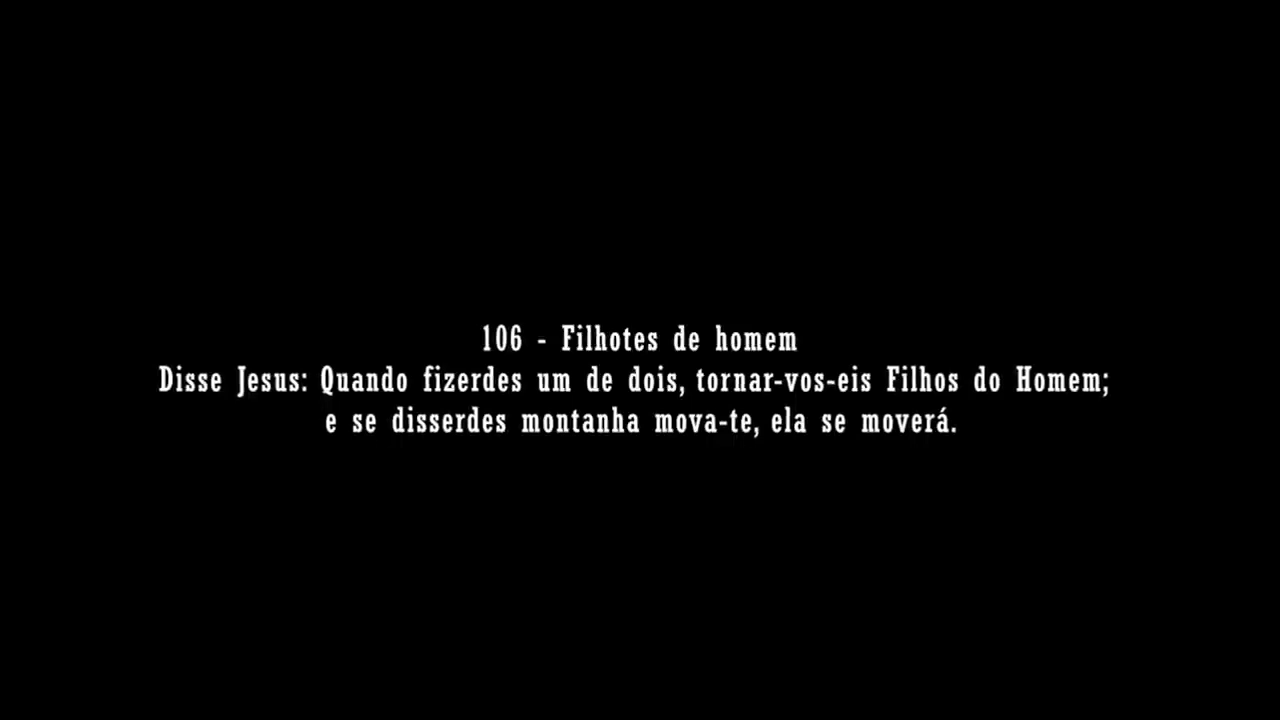 106 - Filhotes de homem
Disse Jesus: Quando fizerdes um de dois, tornar-vos-eis Filhos do Homem;
e se disserdes montanha mova-te, ela se moverá.